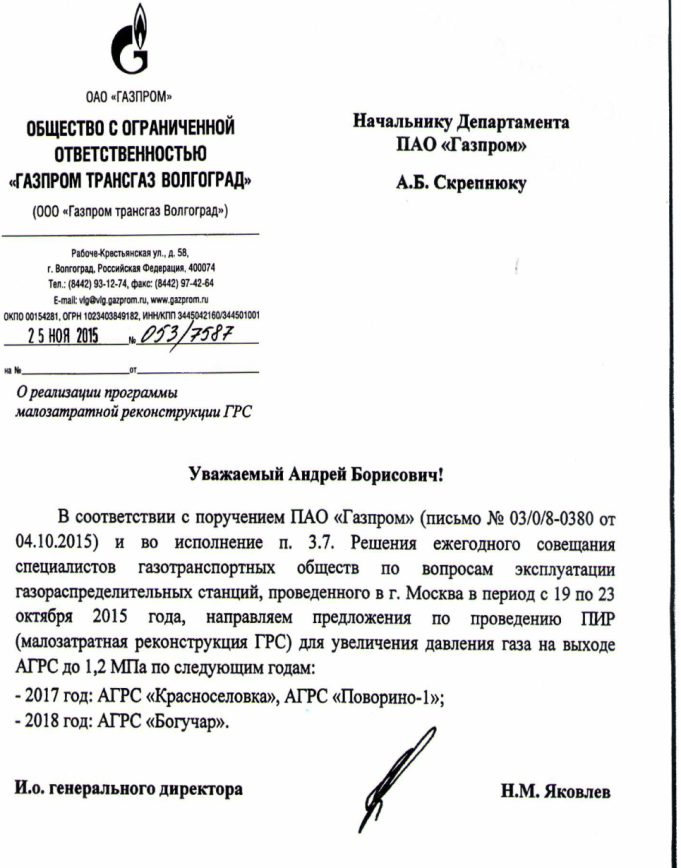 ОАО «ГАЗПРОМ»
ОБЩЕСТВО С ОГРАНИЧЕННОЙ
ОТВЕТСТВЕННОСТЬЮ
«ГАЗПРОМ ТРАНСГАЗ ВОЛГОГРАД»
(ООО «Газпром трансгаз Волгоград»)
Рабоче-Крестьянская ул., д. 58,
г. Волгоград, Российская Федерация, 400074
Тел.: (8442) 93-12-74, факс: (8442) 97-42-64
E-mail: vlg@vlg.gazprom.ru, www.gazprom.ru
ОКПО 00154281, ОГРН 1023403849182, ИНН/КПП 3445042160/344501001
25 НОЯ 2015 № 053/7587
на № от
О реализации программы
малозатратной реконструкции ГРС
Начальнику Департамента
ПАО «Газпром»
А.Б. Скрепнюку
Уважаемый Андрей Борисович!
В соответствии с поручением ПАО «Газпром» (письмо № 03/0/8-0380 от
04.10.2015) и во исполнение п. 3.7. Решения ежегодного совещания
специалистов газотранспортных обществ по вопросам эксплуатации
газораспределительных станций, проведенного в г. Москва в период с 19 по 23
октября 2015 года, направляем предложения по проведению ПИР
(малозатратная реконструкция ГРС) для увеличения давления газа на выходе
АГРС до 1,2 МПа по следующим годам:
- 2017 год: АГРС «Красноселовка», АГРС «Поворино-1»;
- 2018 год: АГРС «Богучар».
И.о. генерального директора
Н.М. Яковлев